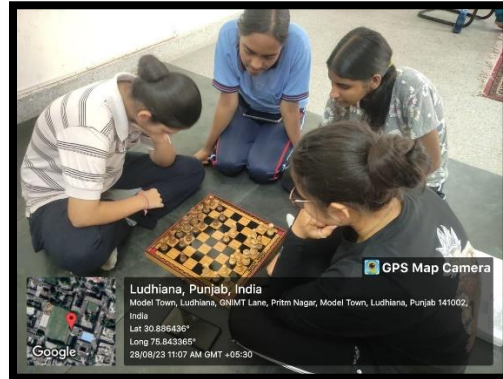 GPS Map Camera
Ludhiana, Punjab, India
Model Town, Ludhiana, GNIMT Lane, Pritm Nagar, Model Town, Ludhiana, Punjab 141002,
India
Lat 30.886436°
Long 75.843365°
28/08/23 11:07 AM GMT +05:30
Google